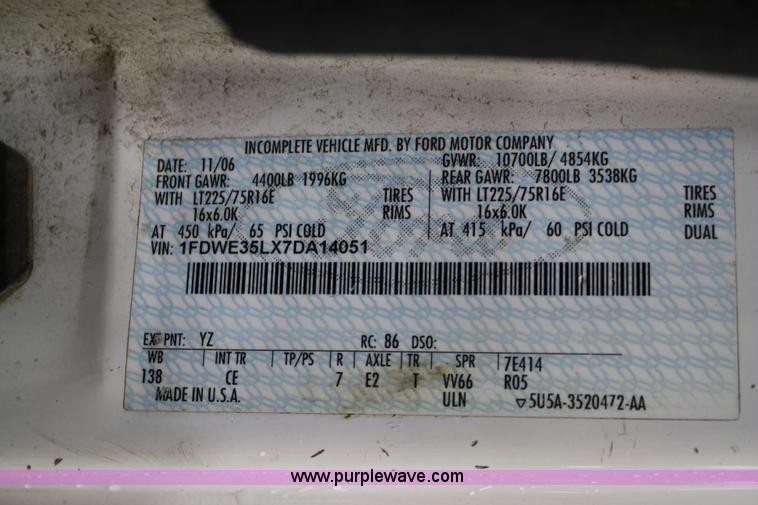 INCOMPLETE VEHICLE MFD. BY FORD MOTOR COMPANY
DATE: 11/06 GVWR: 10700LB/ 4854KG
FRONT GAWR: 4400LB 1996KG REAR GAWR: 7800LB 3538KG
WITH LT225/75R16E TIRES WITH LT225/75R16E TIRES
16x6.0K RIMS 16x6.0K RIMS
AT 450 kPa/ 65 PSI COLD AT 415 kPa/ 60 PSI COLD DUAL
VIN: 1FDWE35LX7DA14051
EXT PNT: YZ RC: 86 DSO:
WB INT TR TP/PS R AXLE TR SPR 7E414
138 CE 7 E2 T VV66 R05
MADE IN U.S.A. ULN ▽5U5A-3520472-AA
www.purplewave.com